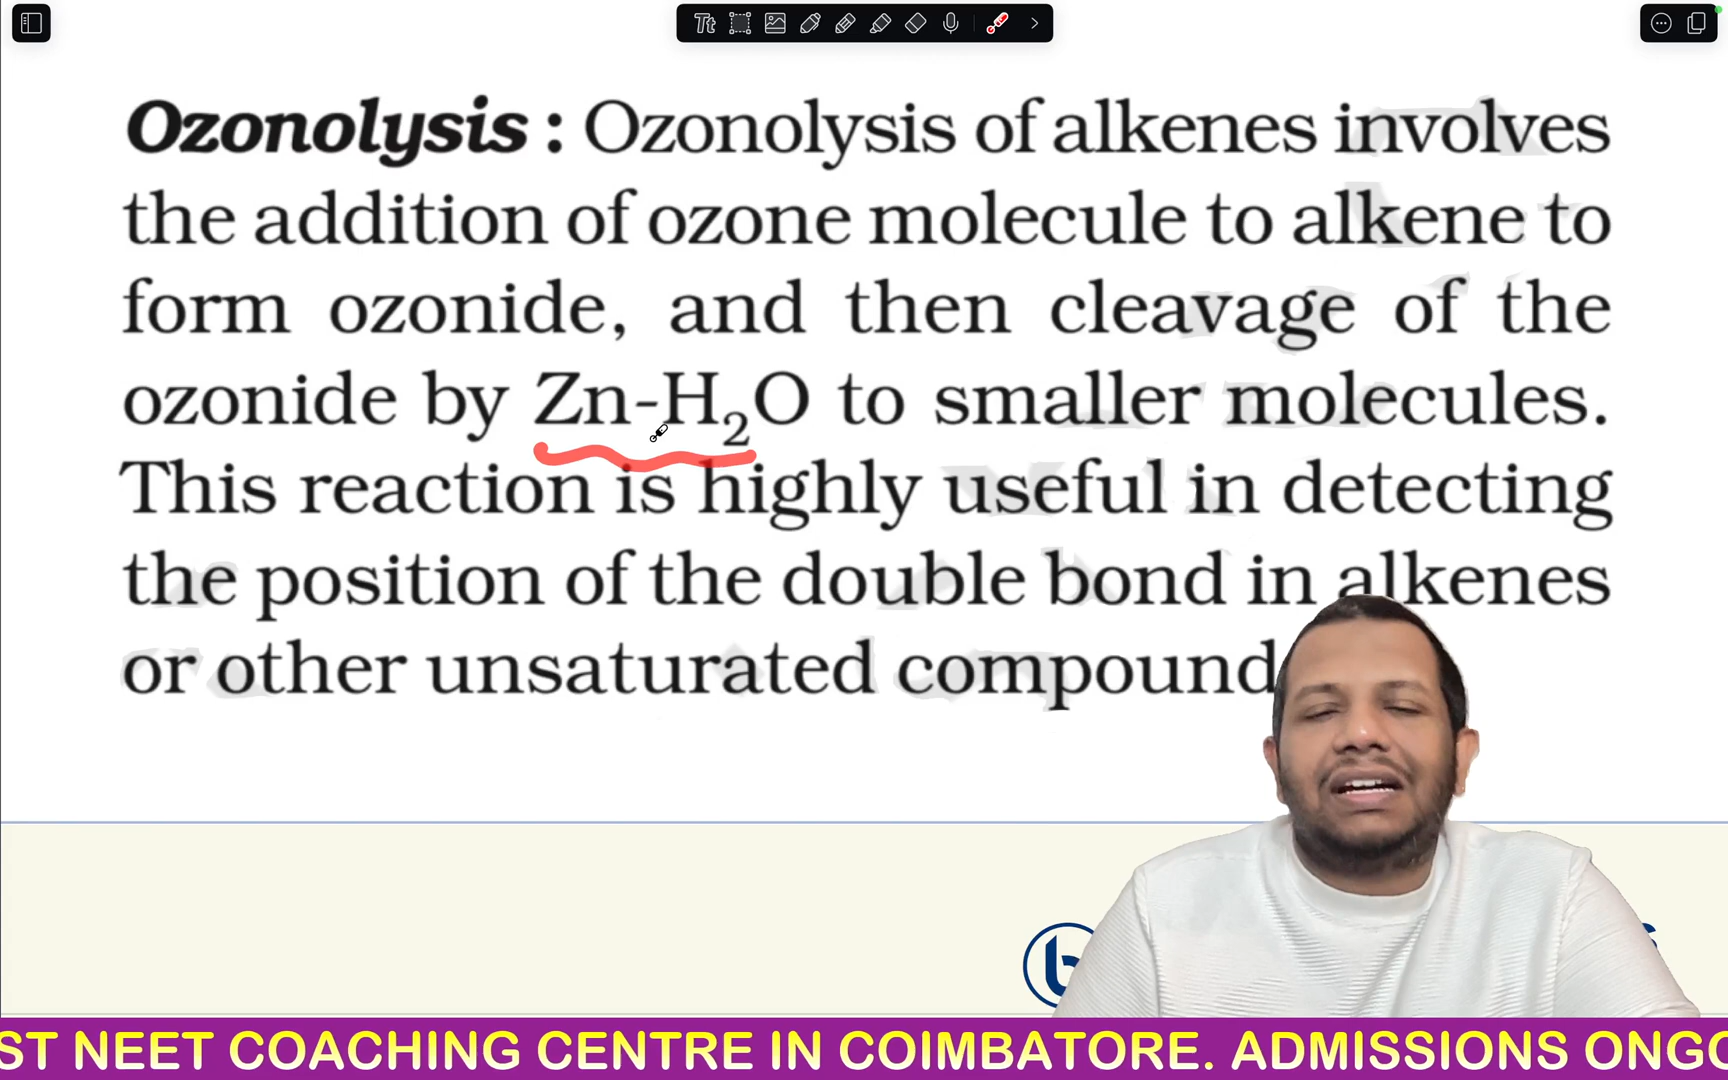 Ozonolysis : Ozonolysis of alkenes involves
the addition of ozone molecule to alkene to
form ozonide, and then cleavage of the
ozonide by Zn-H₂O to smaller molecules.
This reaction is highly useful in detecting
the position of the double bond in alkenes
or other unsaturated compound
ST NEET COACHING CENTRE IN COIMBATORE. ADMISSIONS ONGO